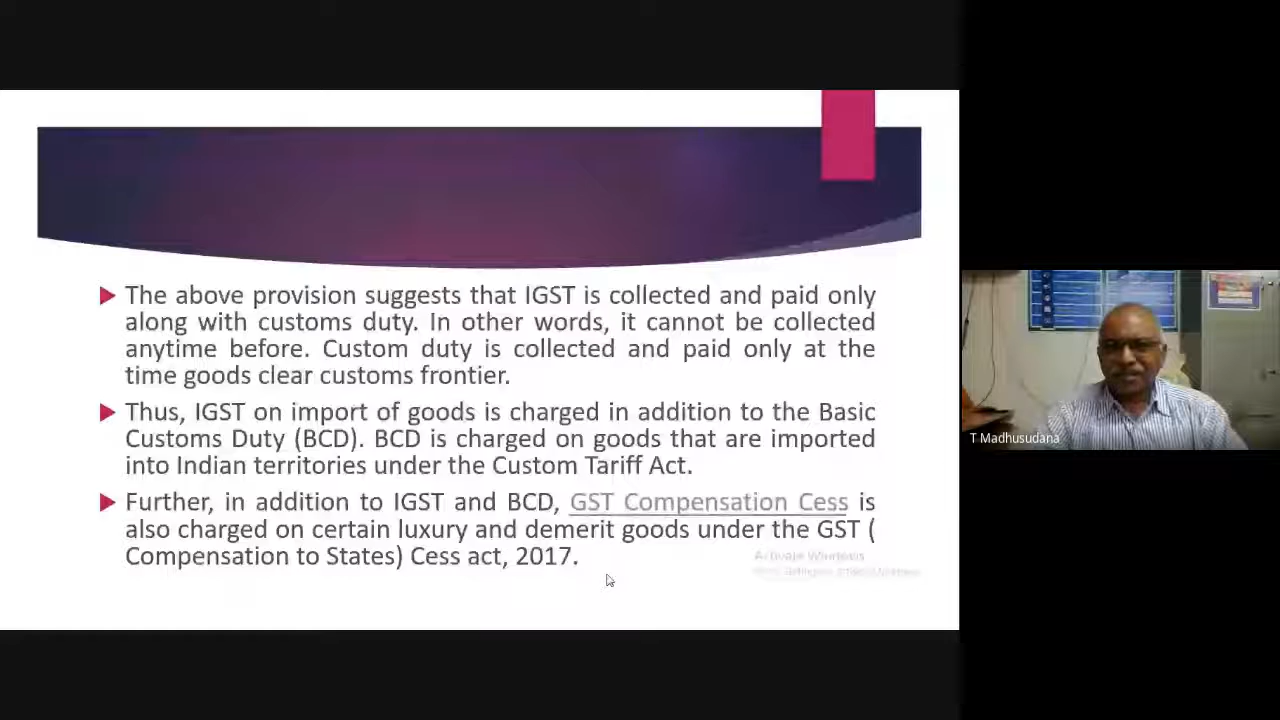 The above provision suggests that IGST is collected and paid only
along with customs duty. In other words, it cannot be collected
anytime before. Custom duty is collected and paid only at the
time goods clear customs frontier.
Thus, IGST on import of goods is charged in addition to the Basic
Customs Duty (BCD). BCD is charged on goods that are imported
into Indian territories under the Custom Tariff Act.
Further, in addition to IGST and BCD, GST Compensation Cess is
also charged on certain luxury and demerit goods under the GST (
Compensation to States) Cess act, 2017.
Activate Windows
T Madhusudana